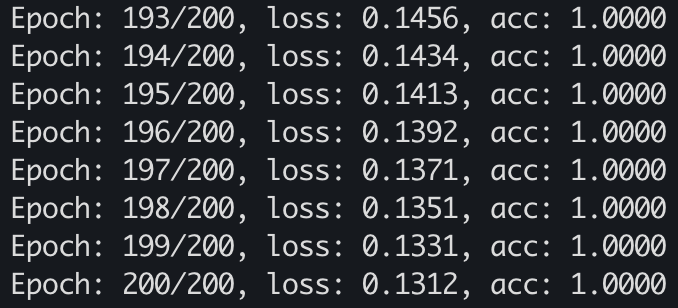 Epoch: 193/200, loss: 0.1456, acc: 1.0000
Epoch: 194/200, loss: 0.1434, acc: 1.0000
Epoch: 195/200, loss: 0.1413, acc: 1.0000
Epoch: 196/200, loss: 0.1392, acc: 1.0000
Epoch: 197/200, loss: 0.1371, acc: 1.0000
Epoch: 198/200, loss: 0.1351, acc: 1.0000
Epoch: 199/200, loss: 0.1331, acc: 1.0000
Epoch: 200/200, loss: 0.1312, acc: 1.0000